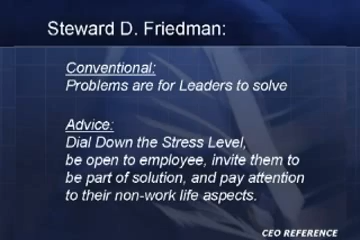 Steward D. Friedman:
Conventional:
Problems are for Leaders to solve
Advice:
Dial Down the Stress Level,
be open to employee, invite them to
be part of solution, and pay attention
to their non-work life aspects.
CEO REFERENCE